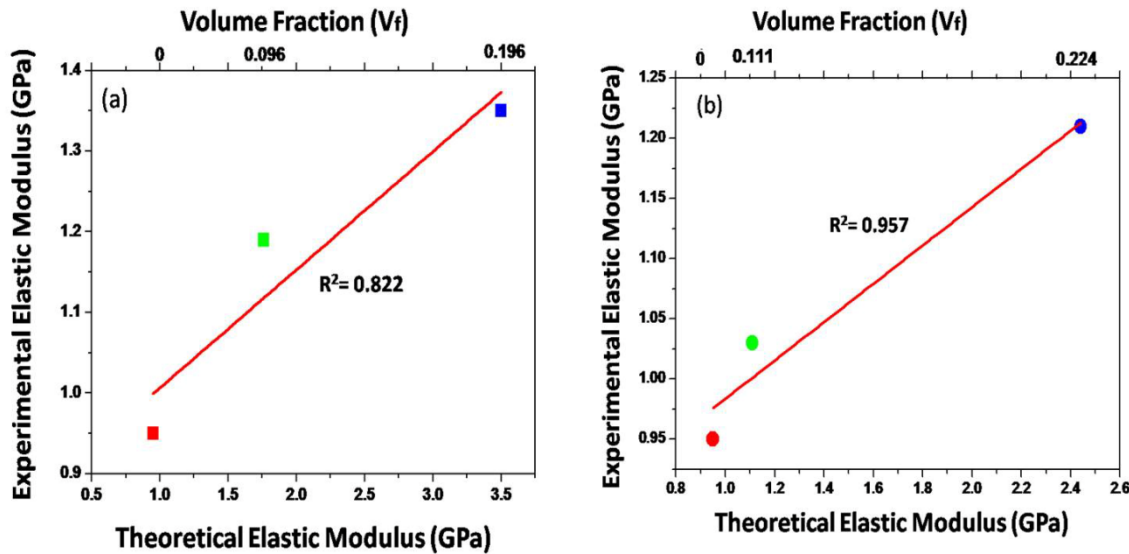 Volume Fraction (Vf)
0 0.096 0.196
1.4
1.3
1.2
1.1
1.0
0.9
Experimental Elastic Modulus (GPa)
(a)
R²= 0.822
0.5 1.0 1.5 2.0 2.5 3.0 3.5
Theoretical Elastic Modulus (GPa)
Volume Fraction (Vf)
0 0.111 0.224
1.25
1.20
1.15
1.10
1.05
1.00
0.95
Experimental Elastic Modulus (GPa)
(b)
R²= 0.957
0.8 1.0 1.2 1.4 1.6 1.8 2.0 2.2 2.4 2.6
Theoretical Elastic Modulus (GPa)